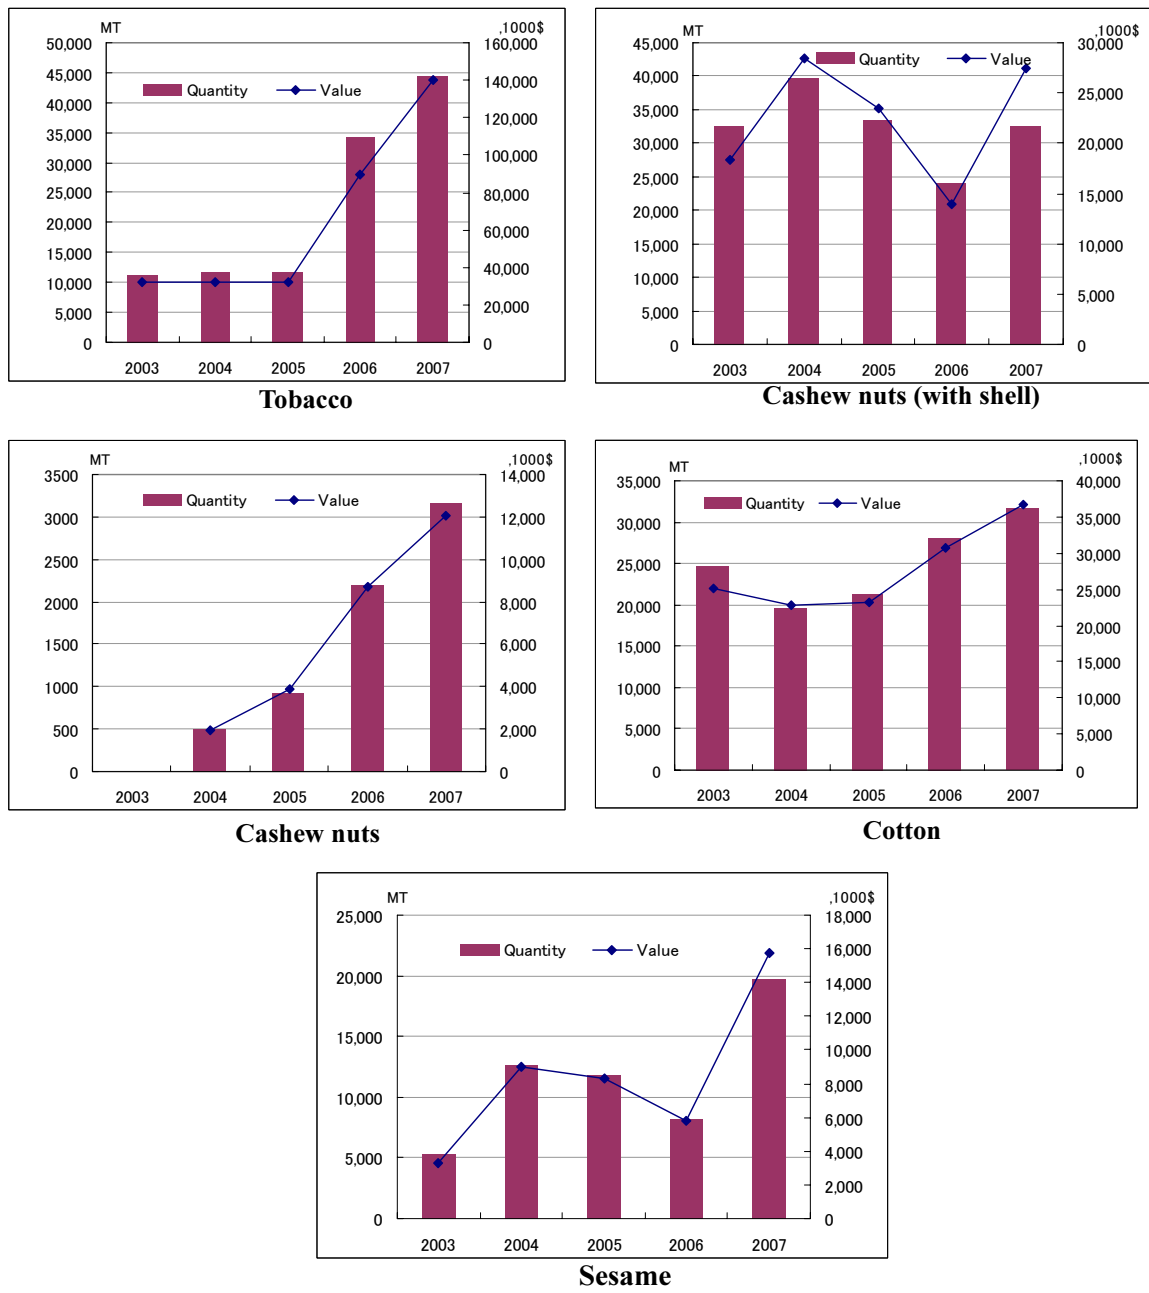 MT ,1000$
50,000 160,000
45,000 140,000
40,000 120,000
35,000 100,000
30,000 80,000
25,000 60,000
20,000 40,000
15,000 20,000
10,000 0
5,000
0
Quantity Value
2003 2004 2005 2006 2007
Tobacco
MT ,1000$
45,000 30,000
40,000 25,000
35,000 20,000
30,000 15,000
25,000 10,000
20,000 5,000
15,000 0
10,000
5,000
0
Quantity Value
2003 2004 2005 2006 2007
Cashew nuts (with shell)
MT ,1000$
3500 14,000
3000 12,000
2500 10,000
2000 8,000
1500 6,000
1000 4,000
500 2,000
0 0
Quantity Value
2003 2004 2005 2006 2007
Cashew nuts
MT ,1000$
35,000 40,000
30,000 35,000
25,000 30,000
20,000 25,000
15,000 20,000
10,000 15,000
5,000 10,000
0 5,000
0
Quantity Value
2003 2004 2005 2006 2007
Cotton
MT ,1000$
25,000 18,000
20,000 16,000
15,000 14,000
10,000 12,000
5,000 10,000
0 8,000
6,000
4,000
2,000
0
Quantity Value
2003 2004 2005 2006 2007
Sesame